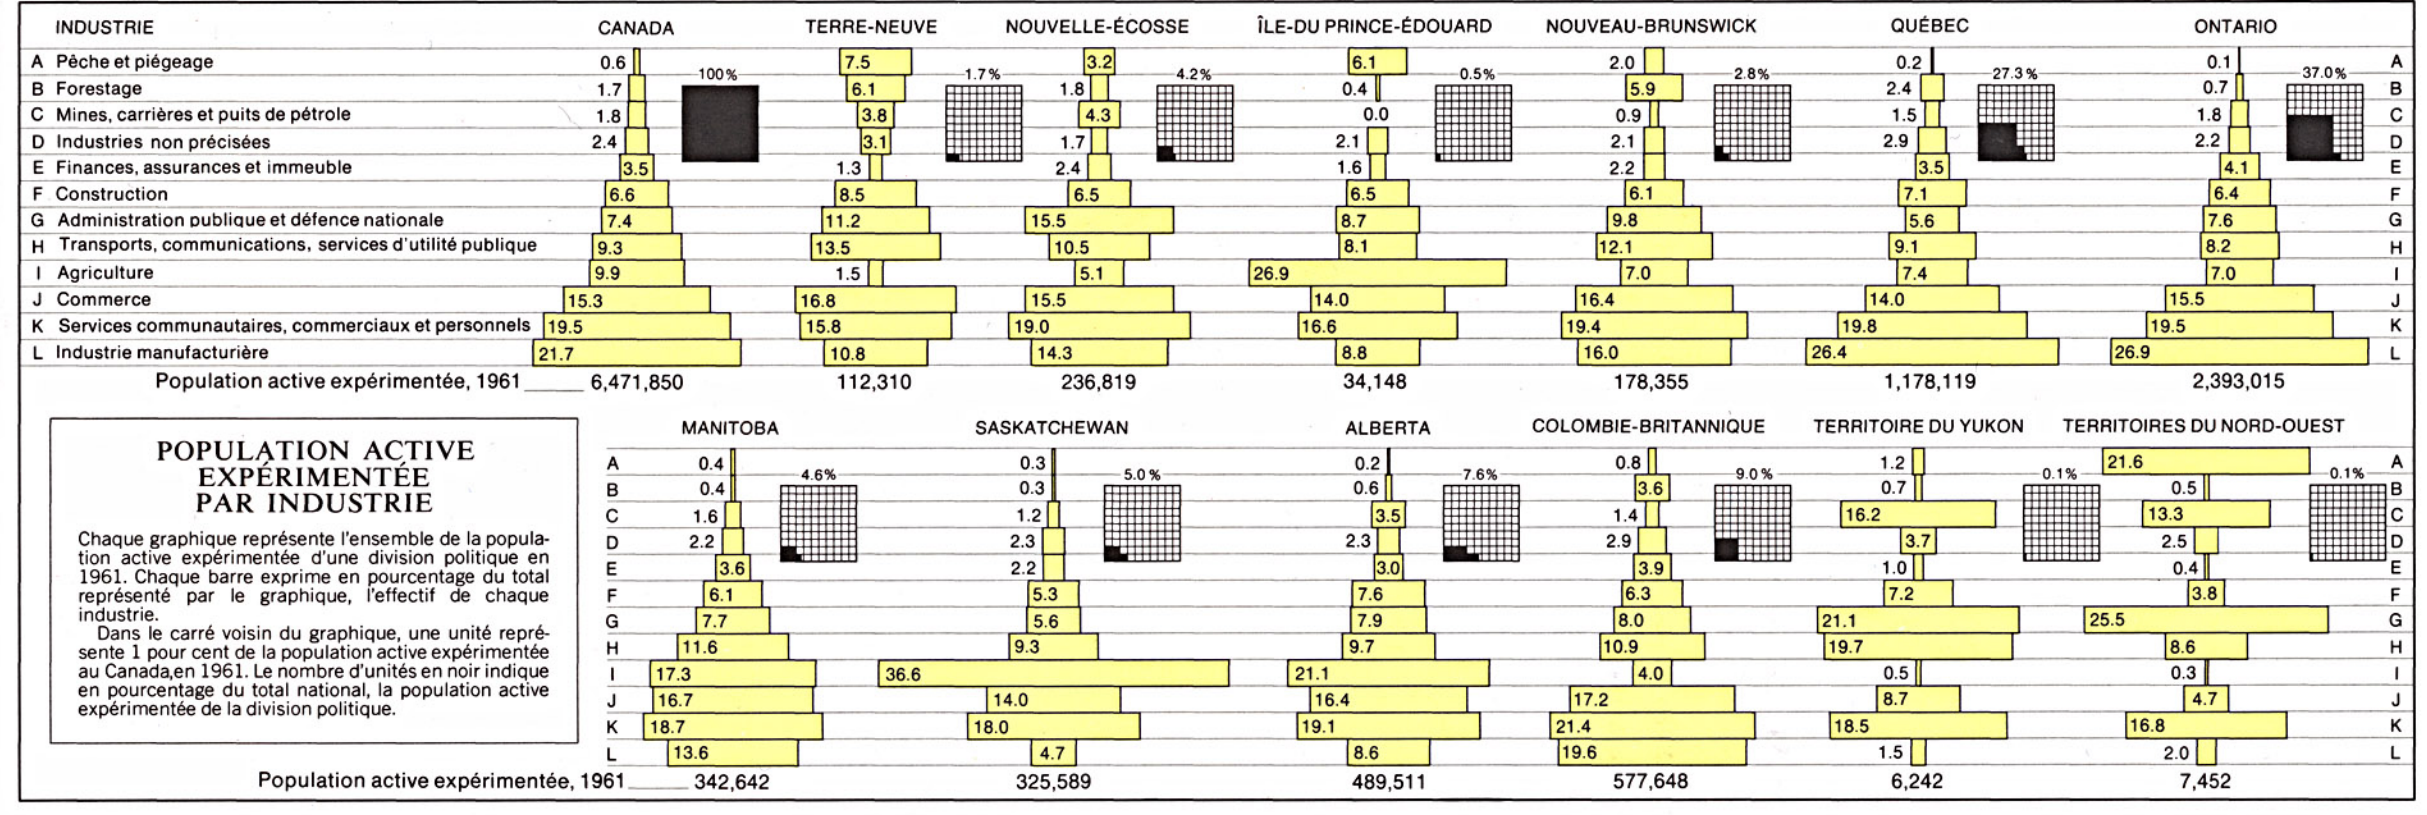 INDUSTRIE CANADA TERRE-NEUVE NOUVELLE-ÉCOSSE ÎLE-DU PRINCE-ÉDOUARD NOUVEAU-BRUNSWICK QUÉBEC ONTARIO
A Pêche et piégeage 0.6 7.5 3.2 6.1 2.0 0.2 0.1 A
100% 1.7% 4.2% 0.5% 2.8% 27.3% 37.0%
B Forestage 1.7 6.1 1.8 0.4 5.9 2.4 0.7 B
C Mines, carrières et puits de pétrole 1.8 3.8 4.3 0.0 0.9 1.5 1.8 C
D Industries non précisées 2.4 3.1 1.7 2.1 2.1 2.9 2.2 D
E Finances, assurances et immeuble 3.5 1.3 2.4 1.6 2.2 3.5 4.1 E
F Construction 6.6 8.5 6.5 6.5 6.1 7.1 6.4 F
G Administration publique et défence nationale 7.4 11.2 15.5 8.7 9.8 5.6 7.6 G
H Transports, communications, services d'utilité publique 9.3 13.5 10.5 8.1 12.1 9.1 8.2 H
I Agriculture 9.9 1.5 5.1 26.9 7.0 7.4 7.0 I
J Commerce 15.3 16.8 15.5 14.0 16.4 14.0 15.5 J
K Services communautaires, commerciaux et personnels 19.5 15.8 19.0 16.6 19.4 19.8 19.5 K
L Industrie manufacturière 21.7 10.8 14.3 8.8 16.0 26.4 26.9 L
Population active expérimentée, 1961 6,471,850 112,310 236,819 34,148 178,355 1,178,119 2,393,015
POPULATION ACTIVE
EXPÉRIMENTÉE
PAR INDUSTRIE
Chaque graphique représente l'ensemble de la popula-
tion active expérimentée d'une division politique en
1961. Chaque barre exprime en pourcentage du total
représenté par le graphique, l'effectif de chaque
industrie.
Dans le carré voisin du graphique, une unité repré-
sente 1 pour cent de la population active expérimentée
au Canada,en 1961. Le nombre d'unités en noir indique
en pourcentage du total national, la population active
expérimentée de la division politique.
MANITOBA SASKATCHEWAN ALBERTA COLOMBIE-BRITANNIQUE TERRITOIRE DU YUKON TERRITOIRES DU NORD-OUEST
A 0.4 0.3 0.2 0.8 1.2 21.6 A
4.6% 5.0% 7.6% 9.0% 0.1% 0.1%
B 0.4 0.3 0.6 3.6 0.7 0.5 B
C 1.6 1.2 3.5 1.4 16.2 13.3 C
D 2.2 2.3 2.3 2.9 3.7 2.5 D
E 3.6 2.2 3.0 3.9 1.0 0.4 E
F 6.1 5.3 7.6 6.3 7.2 3.8 F
G 7.7 5.6 7.9 8.0 21.1 25.5 G
H 11.6 9.3 9.7 10.9 19.7 8.6 H
I 17.3 36.6 21.1 4.0 0.5 0.3 I
J 16.7 14.0 16.4 17.2 8.7 4.7 J
K 18.7 18.0 19.1 21.4 18.5 16.8 K
L 13.6 4.7 8.6 19.6 1.5 2.0 L
Population active expérimentée, 1961 342,642 325,589 489,511 577,648 6,242 7,452